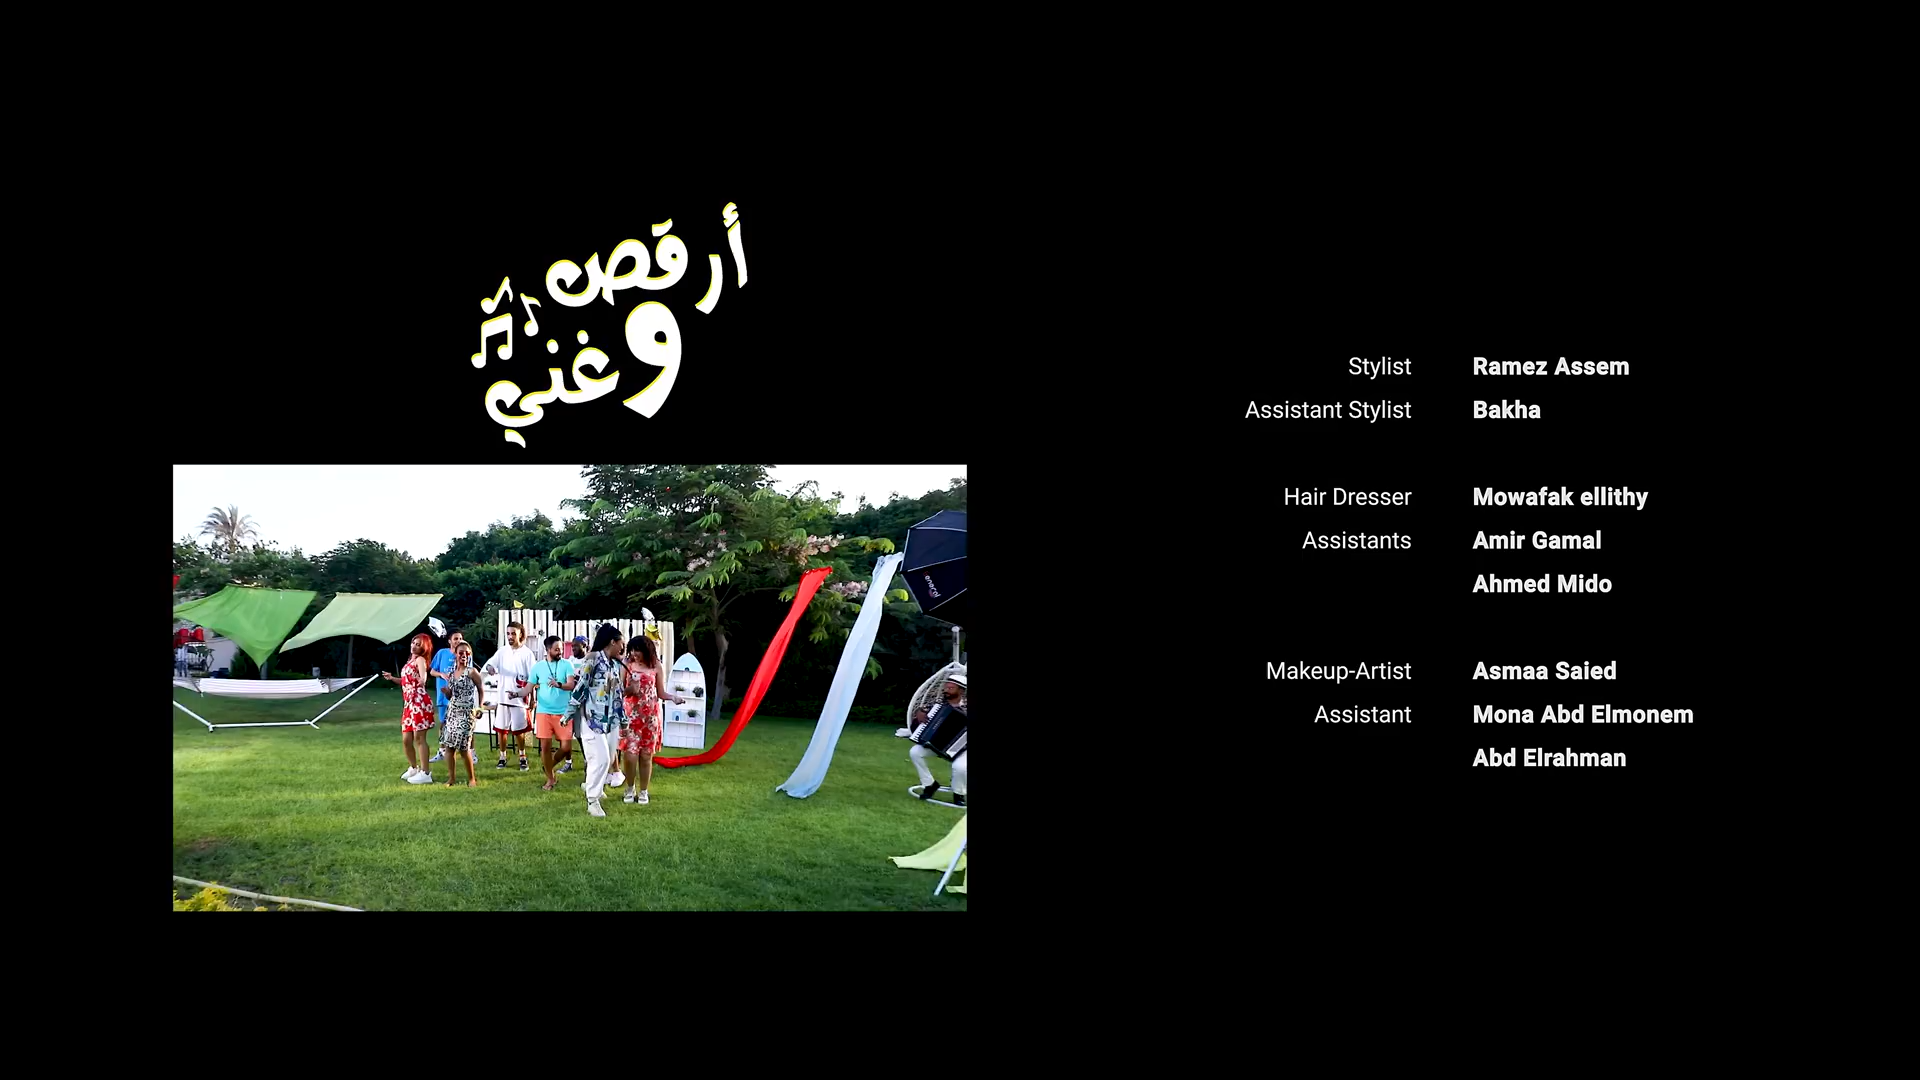 أرقص
وغني
Stylist Ramez Assem
Assistant Stylist Bakha
Hair Dresser Mowafak ellithy
Assistants Amir Gamal
Ahmed Mido
Makeup-Artist Asmaa Saied
Assistant Mona Abd Elmonem
Abd Elrahman